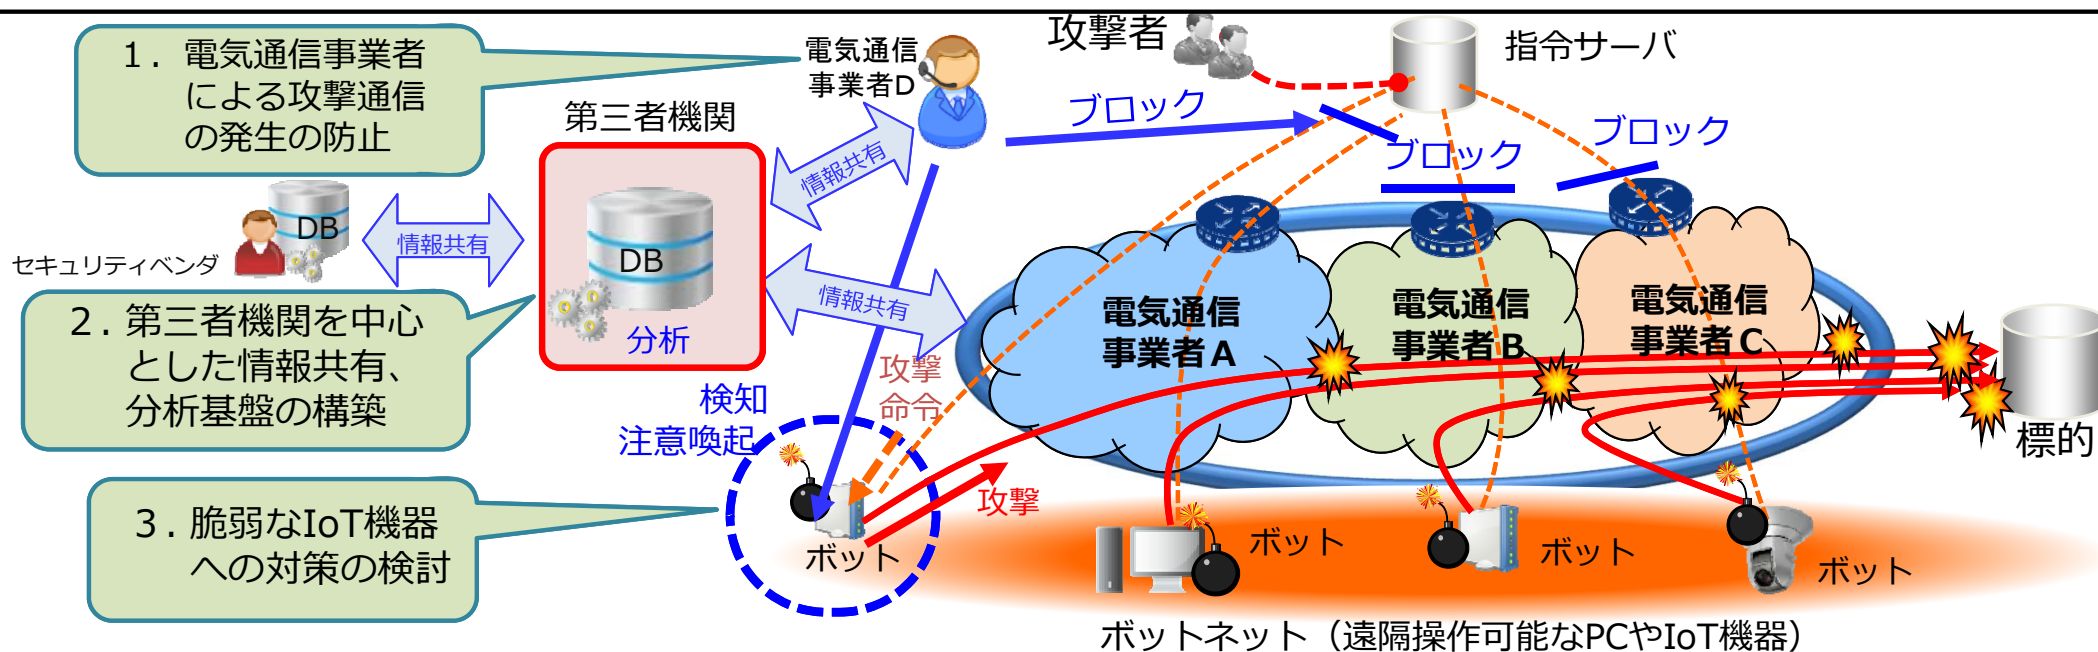 1．電気通信事業者
による攻撃通信
の発生の防止
電気通信
事業者D
攻撃者
指令サーバ
ブロック
ブロック
ブロック
第三者機関
情報共有
DB
情報共有
セキュリティベンダ
DB
分析
情報共有
2．第三者機関を中心
とした情報共有、
分析基盤の構築
電気通信
事業者A
電気通信
事業者B
電気通信
事業者C
攻撃
命令
検知
注意喚起
標的
3．脆弱なIoT機器
への対策の検討
攻撃
ボット
ボット
ボット
ボット
ボットネット（遠隔操作可能なPCやIoT機器）